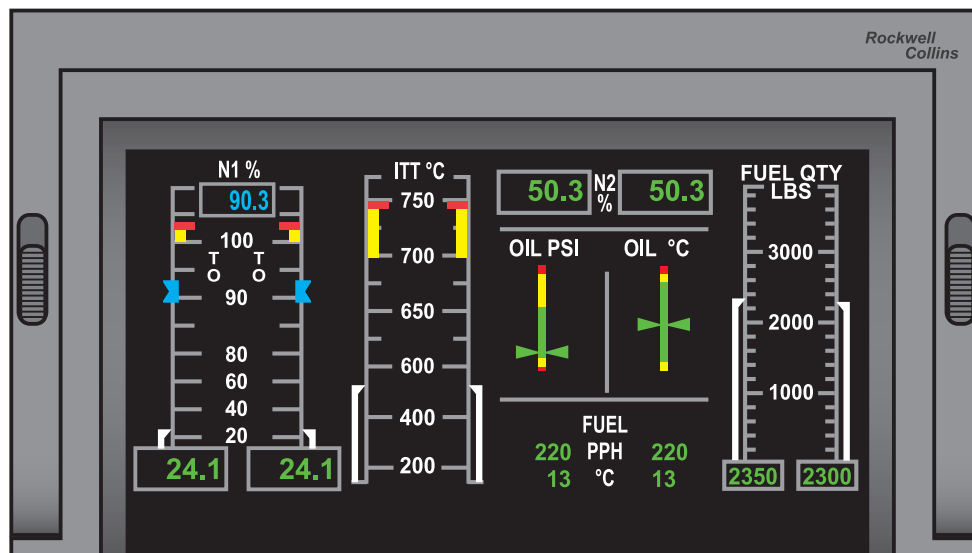 Rockwell
Collins
N1 %
90.3
100
T
O
T
O
90
80
60
40
20
24.1
24.1
ITT °C
750
700
650
600
400
200
50.3
N2
%
50.3
OIL PSI
OIL °C
FUEL
220 PPH 220
13 °C 13
FUEL QTY
LBS
3000
2000
1000
2350
2300